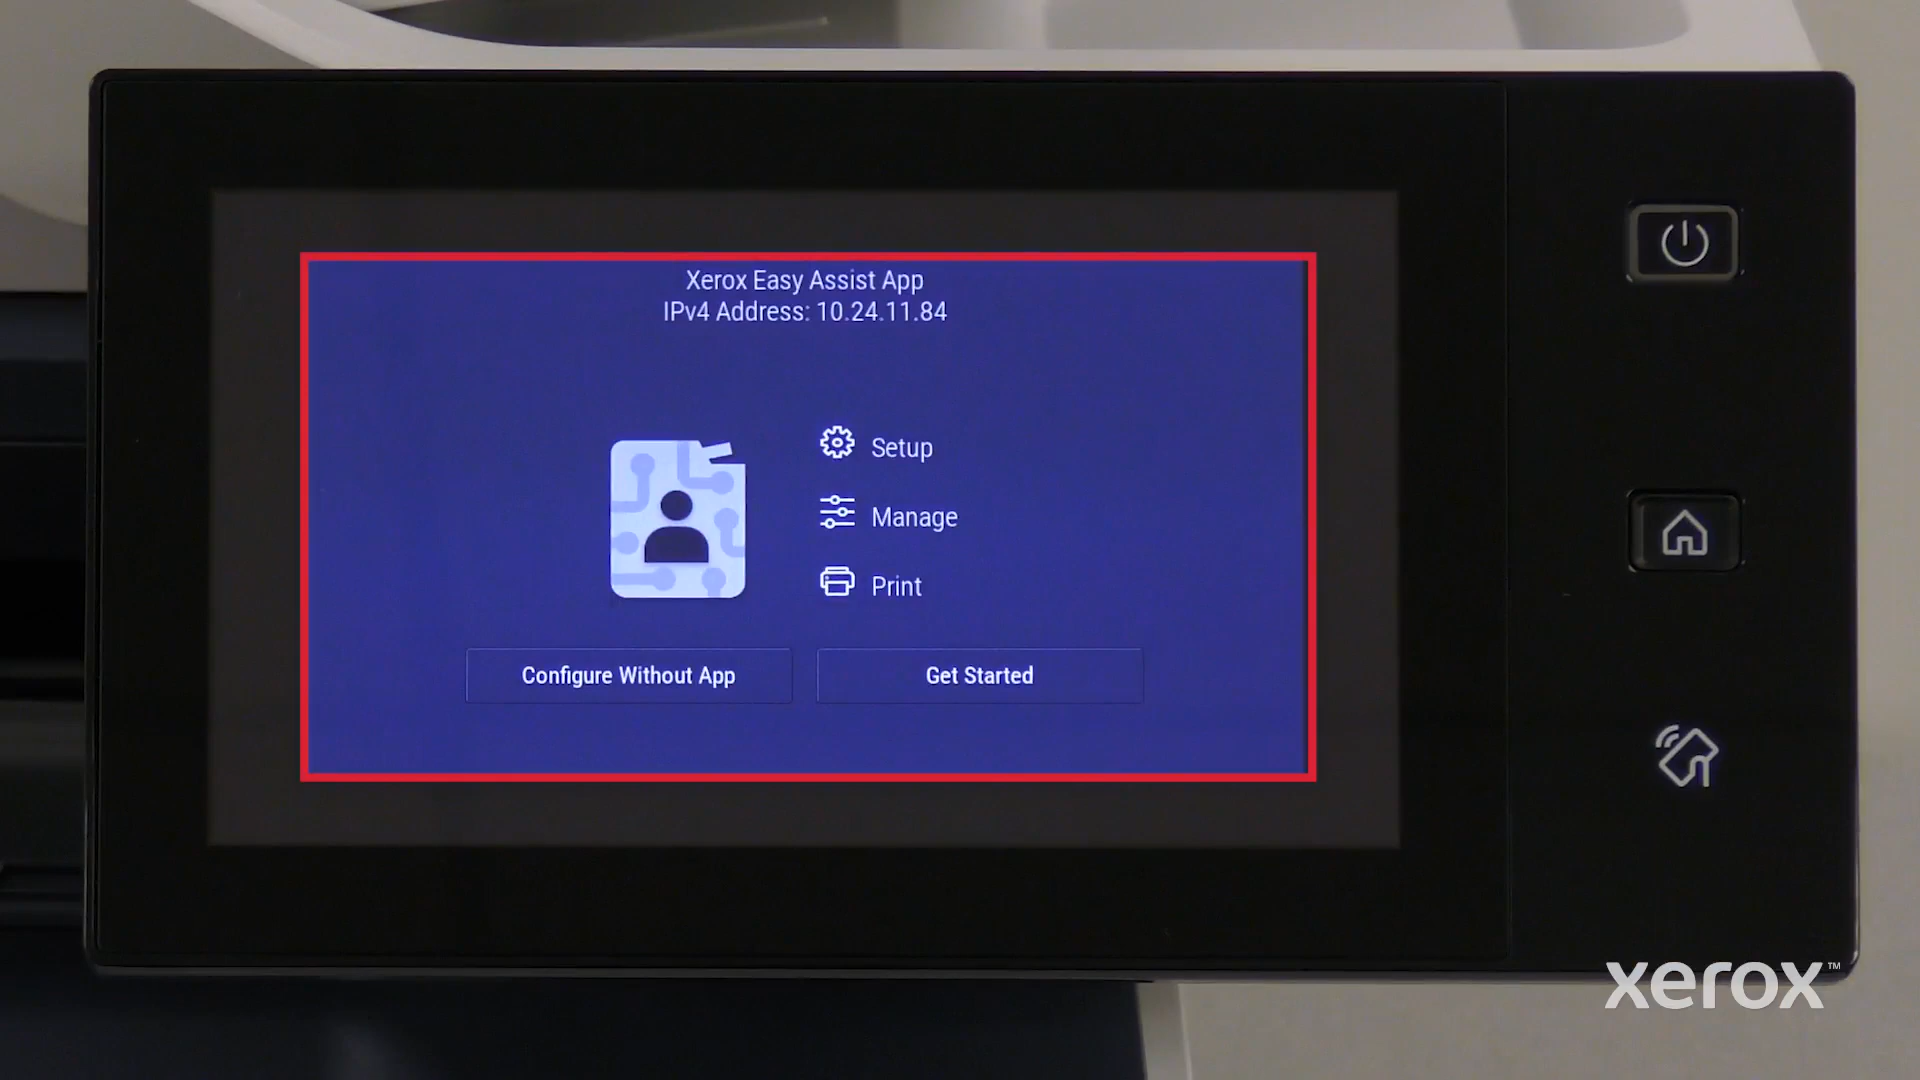 Xerox Easy Assist App
IPv4 Address: 10.24.11.84
Setup
Manage
Print
Configure Without App
Get Started
xerox™